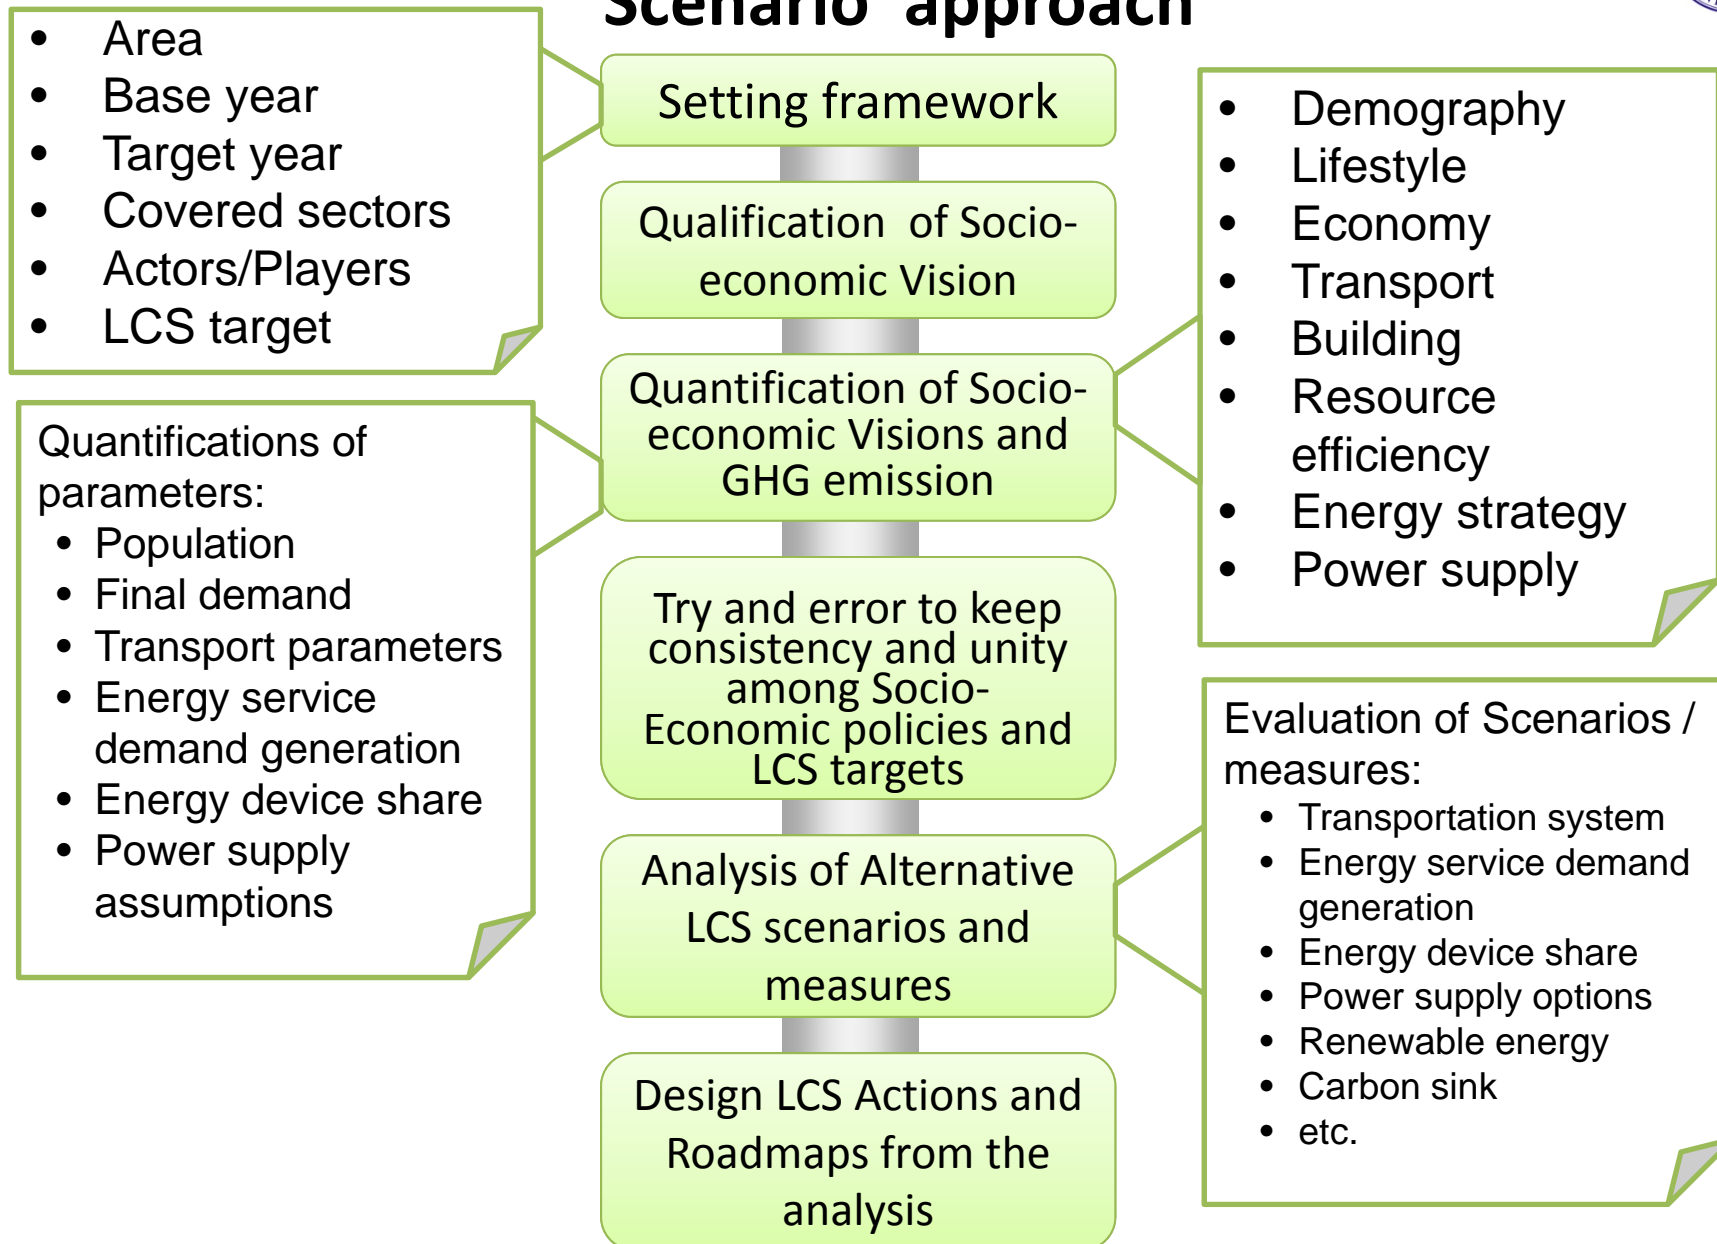 Scenario approach
• Area
• Base year
• Target year
• Covered sectors
• Actors/Players
• LCS target
Setting framework
Qualification of Socio-
economic Vision
Quantification of Socio-
economic Visions and
GHG emission
Try and error to keep
consistency and unity
among Socio-
Economic policies and
LCS targets
Analysis of Alternative
LCS scenarios and
measures
Design LCS Actions and
Roadmaps from the
analysis
Quantifications of
parameters:
• Population
• Final demand
• Transport parameters
• Energy service
demand generation
• Energy device share
• Power supply
assumptions
• Demography
• Lifestyle
• Economy
• Transport
• Building
• Resource
efficiency
• Energy strategy
• Power supply
Evaluation of Scenarios /
measures:
• Transportation system
• Energy service demand
generation
• Energy device share
• Power supply options
• Renewable energy
• Carbon sink
• etc.